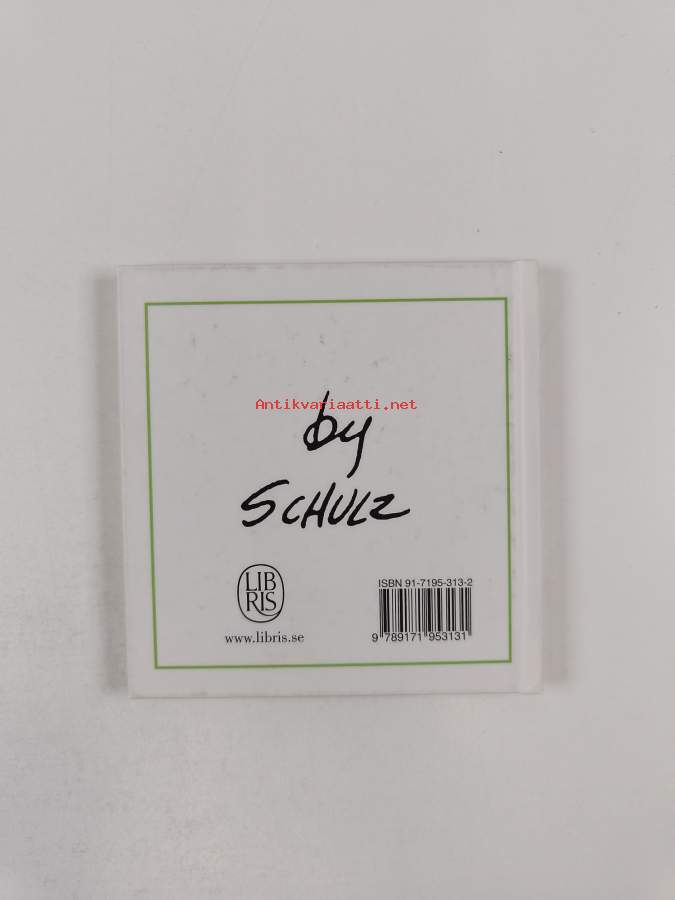 Antikvariaatti.net
by
SCHULZ
LIB
RIS
www.libris.se
ISBN 91-7195-313-2
9 789171 953131